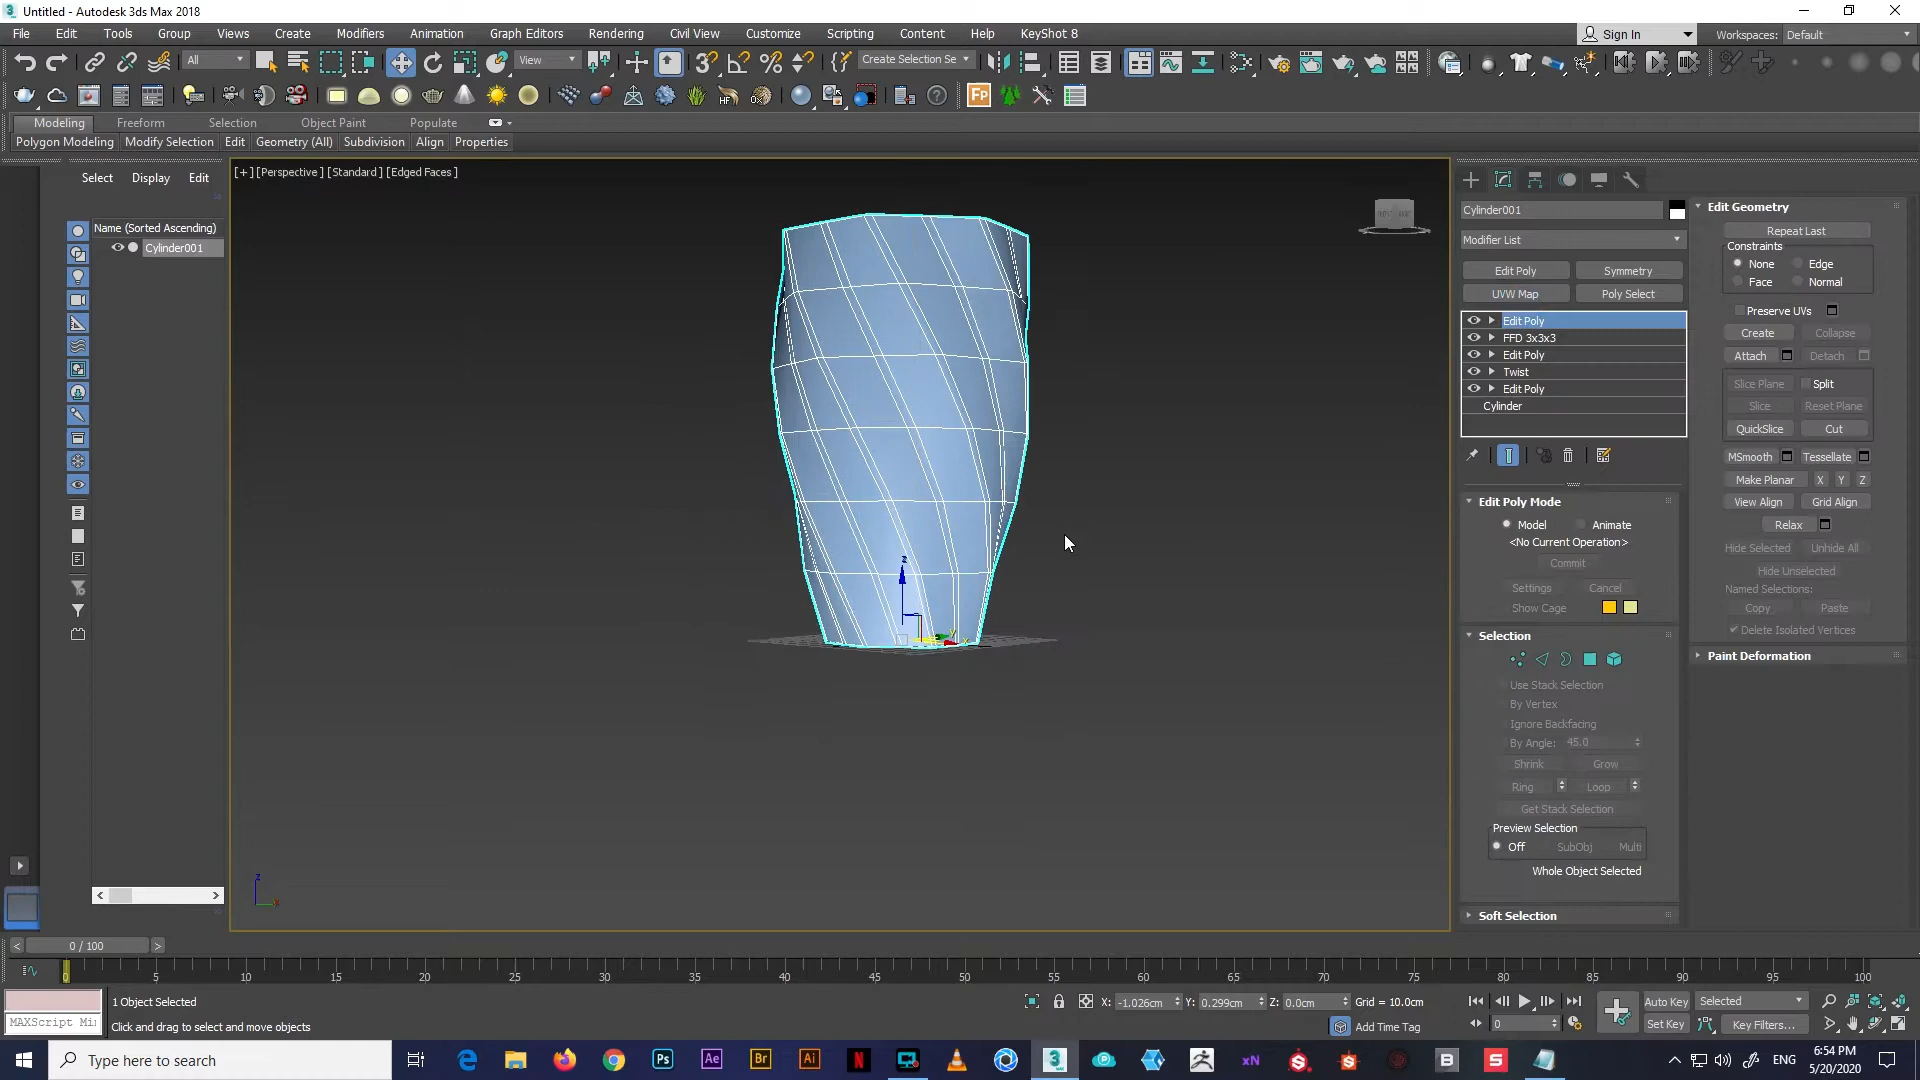 Untitled - Autodesk 3ds Max 2018
File Edit Tools Group Views Create Modifiers Animation Graph Editors Rendering Civil View Customize Scripting Content Help KeyShot 8
Sign In Workspaces: Default
All View Create Selection Se
Modeling Freeform Selection Object Paint Populate
Polygon Modeling Modify Selection Edit Geometry (All) Subdivision Align Properties
Select Display Edit
Name (Sorted Ascending)
Cylinder001
[+] [Perspective ] [Standard ] [Edged Faces ]
Cylinder001
Modifier List
Edit Poly Symmetry
UVW Map Poly Select
Edit Poly
FFD 3x3x3
Edit Poly
Twist
Edit Poly
Cylinder
Edit Poly Mode
Model Animate
<No Current Operation>
Commit
Settings Cancel
Show Cage
Selection
Use Stack Selection
By Vertex
Ignore Backfacing
By Angle: 45.0
Shrink Grow
Ring Loop
Get Stack Selection
Preview Selection
Off SubObj Multi
Whole Object Selected
Soft Selection
Edit Geometry
Repeat Last
Constraints
None Edge
Face Normal
Preserve UVs
Create Collapse
Attach Detach
Slice Plane Split
Slice Reset Plane
QuickSlice Cut
MSmooth Tessellate
Make Planar X Y Z
View Align Grid Align
Relax
Hide Selected Unhide All
Hide Unselected
Named Selections:
Copy Paste
Delete Isolated Vertices
Paint Deformation
z
y
x
z
x
< 0 / 100 >
0 5 10 15 20 25 30 35 40 45 50 55 60 65 70 75 80 85 90 95 100
1 Object Selected
X: -1.026cm Y: 0.299cm Z: 0.0cm Grid = 10.0cm
Auto Key Selected
MAXScript Mi
Click and drag to select and move objects
Add Time Tag
0
Set Key Key Filters...
Type here to search
Ps Ae Br Ai N xN B S
ENG
6:54 PM
5/20/2020